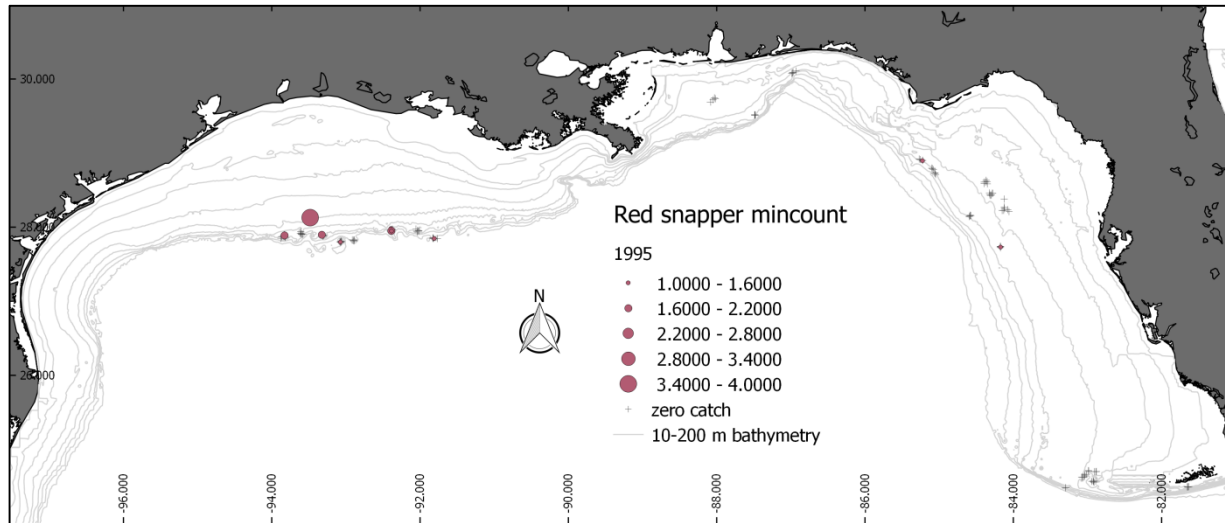 30.000
28.000
26.000
Red snapper mincount
1995
1.0000 - 1.6000
1.6000 - 2.2000
2.2000 - 2.8000
2.8000 - 3.4000
3.4000 - 4.0000
zero catch
10-200 m bathymetry
N
-96.000
-94.000
-92.000
-90.000
-88.000
-86.000
-84.000
-82.000